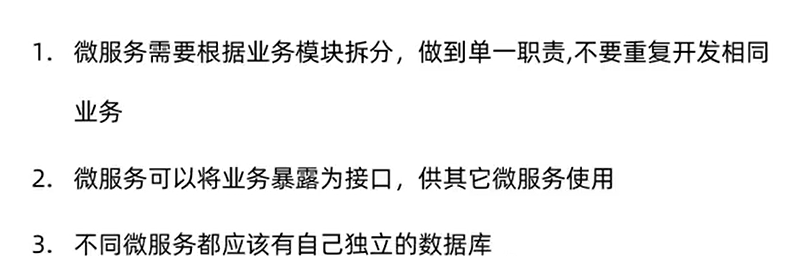 1. 微服务需要根据业务模块拆分，做到单一职责,不要重复开发相同
业务
2. 微服务可以将业务暴露为接口，供其它微服务使用
3. 不同微服务都应该有自己独立的数据库